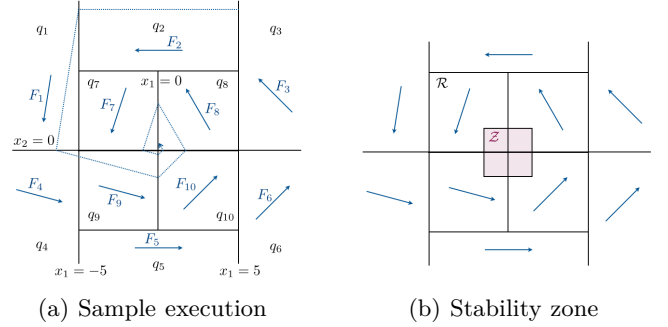 q₁ q₂ q₃
F₂
q₇ x₁ = 0 q₈
F₁ F₇ F₈ F₃
x₂ = 0
F₄ F₉ F₁₀ F₆
q₉ q₁₀
q₄ F₅ q₆
x₁ = −5 q₅ x₁ = 5
(a) Sample execution
ℛ
𝒵
(b) Stability zone